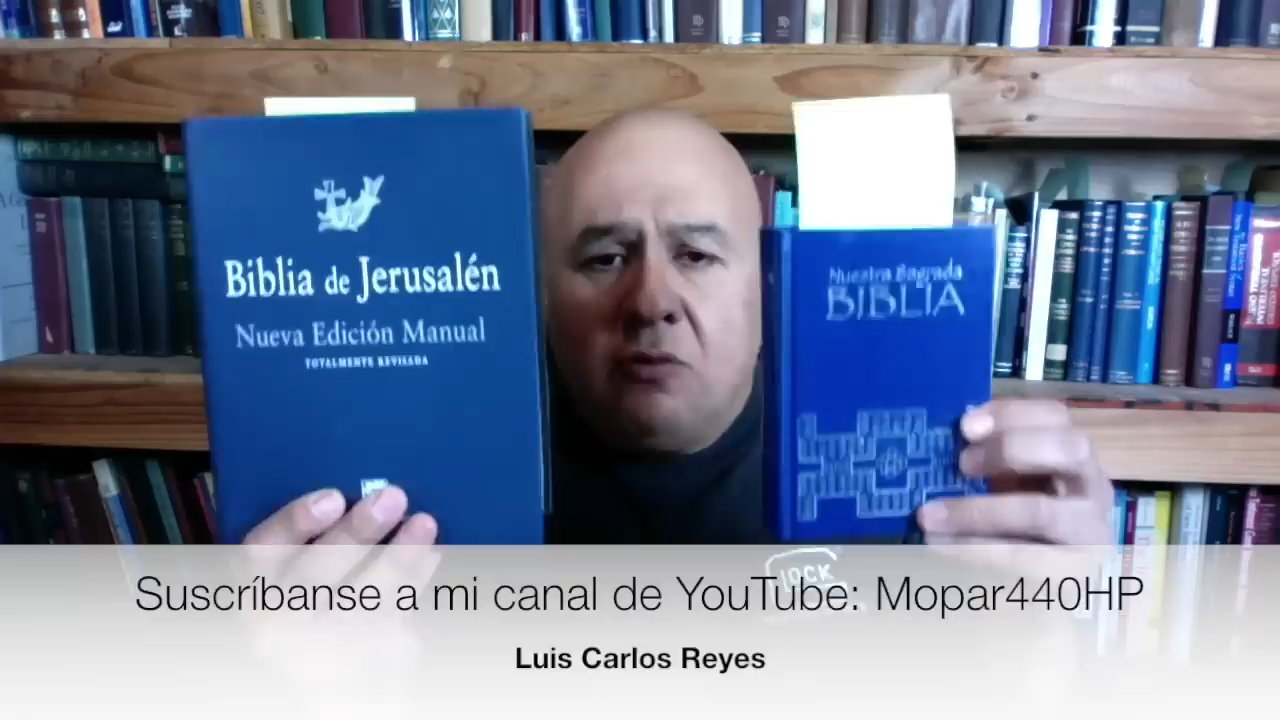 Biblia de Jerusalén
Nueva Edición Manual
TOTALMENTE REVISADA
Nuestra Sagrada
BIBLIA
LOCK
Suscríbanse a mi canal de YouTube: Mopar440HP
Luis Carlos Reyes